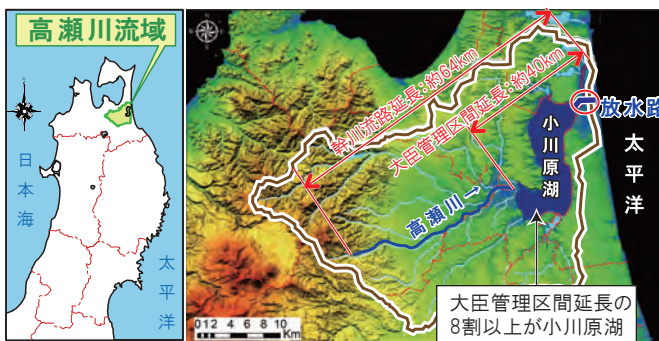 高瀬川流域
日本海
太平洋
幹川流路延長：約64km
大臣管理区間延長：約40km
放水路
小川原湖
太平洋
高瀬川→
大臣管理区間延長の
8割以上が小川原湖
0 1 2 4 6 8 10
Km